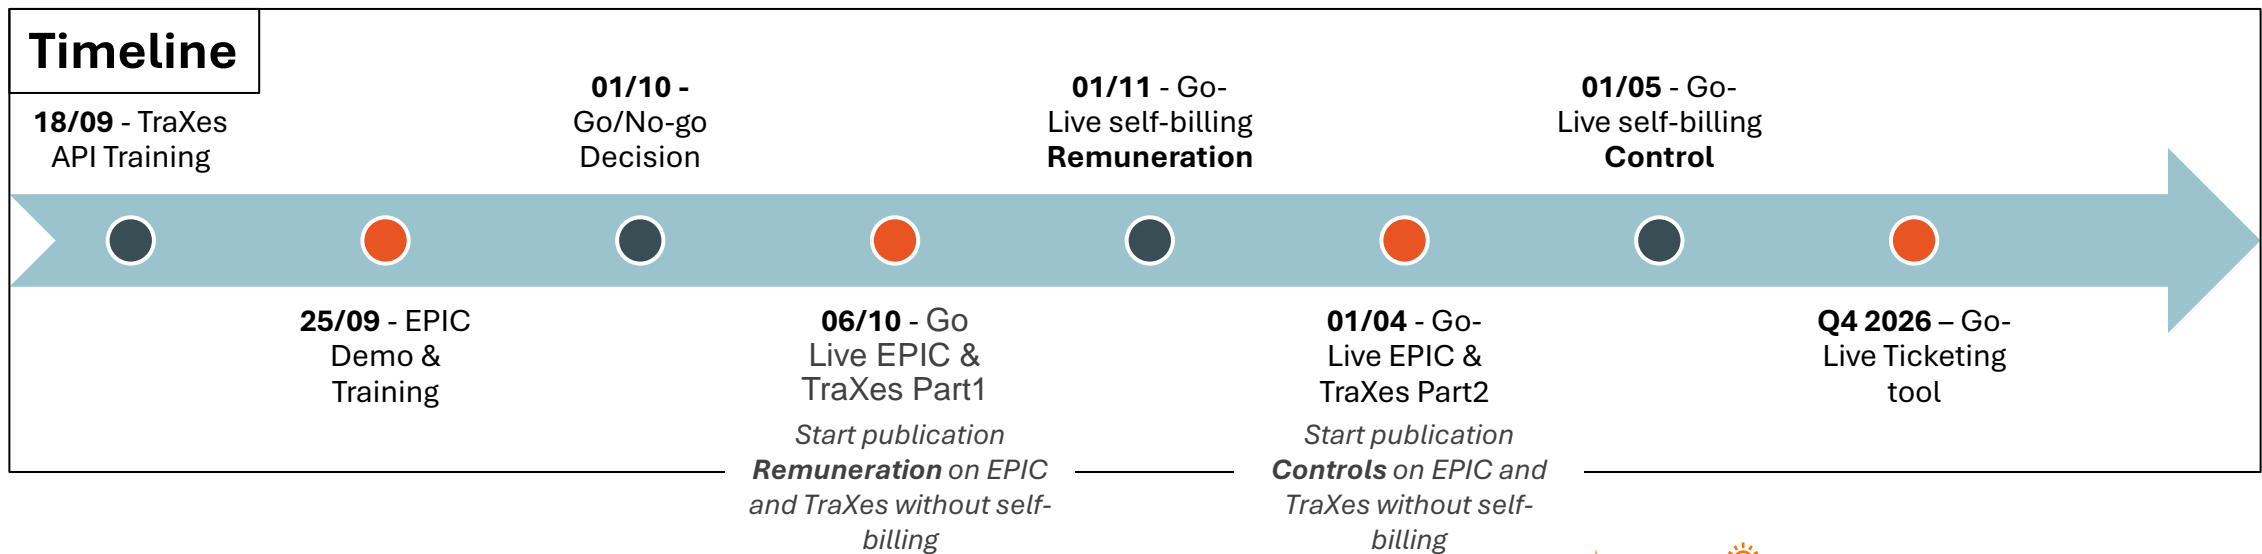 Timeline
18/09 - TraXes
API Training
25/09 - EPIC
Demo &
Training
01/10 -
Go/No-go
Decision
06/10 - Go
Live EPIC &
TraXes Part1
Start publication
Remuneration on EPIC
and TraXes without self-
billing
01/11 - Go-
Live self-billing
Remuneration
01/04 - Go-
Live EPIC &
TraXes Part2
Start publication
Controls on EPIC and
TraXes without self-
billing
01/05 - Go-
Live self-billing
Control
Q4 2026 – Go-
Live Ticketing
tool